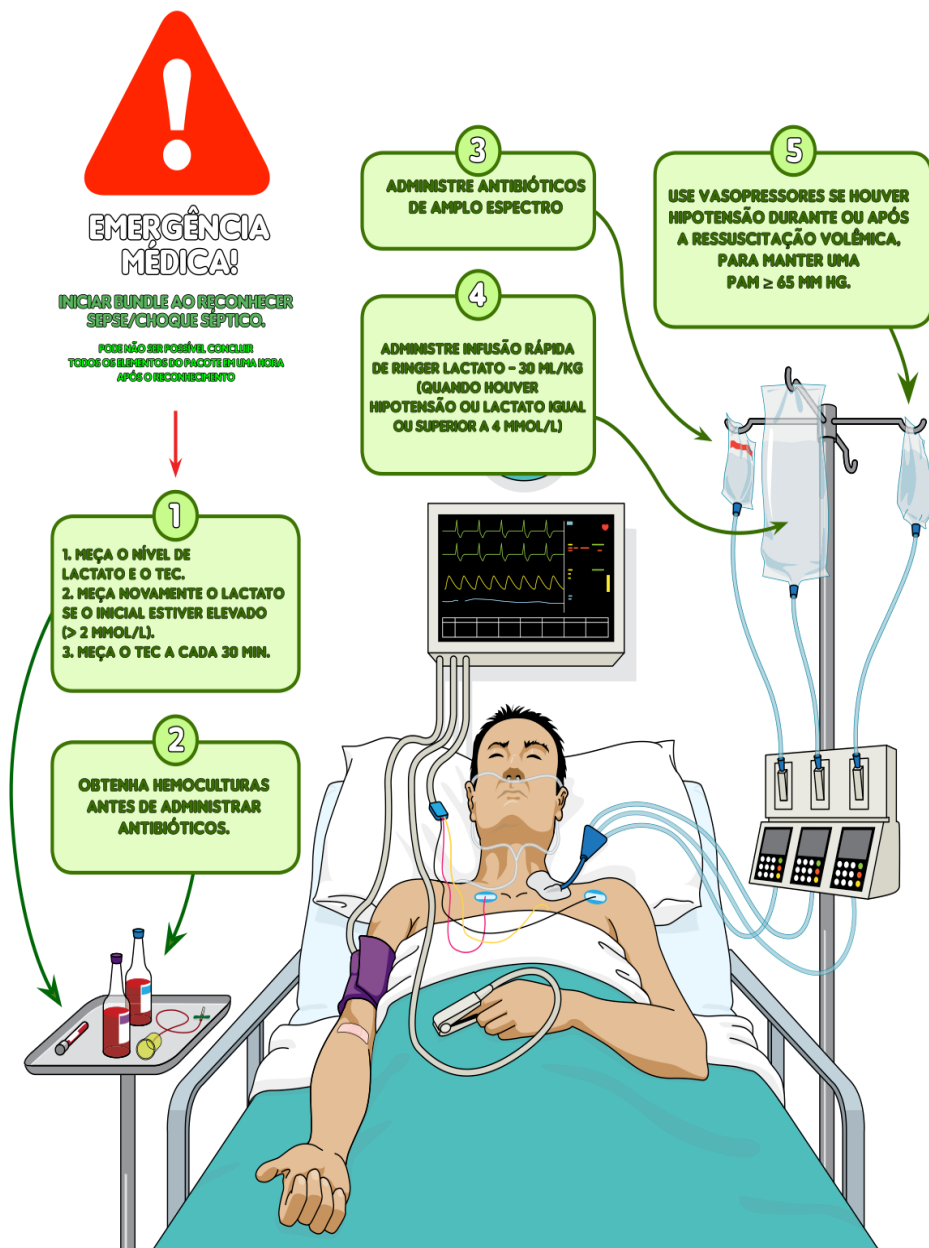 EMERGÊNCIA
MÉDICA!
INICIAR BUNDLE AO RECONHECER
SEPSE/CHOQUE SÉPTICO.
PODE NÃO SER POSSÍVEL CONCLUIR
TODOS OS ELEMENTOS DO PACOTE EM UMA HORA
APÓS O RECONHECIMENTO
1
1. MEÇA O NÍVEL DE
LACTATO E O TEC.
2. MEÇA NOVAMENTE O LACTATO
SE O INICIAL ESTIVER ELEVADO
(> 2 MMOL/L).
3. MEÇA O TEC A CADA 30 MIN.
2
OBTENHA HEMOCULTURAS
ANTES DE ADMINISTRAR
ANTIBIÓTICOS.
3
ADMINISTRE ANTIBIÓTICOS
DE AMPLO ESPECTRO
4
ADMINISTRE INFUSÃO RÁPIDA
DE RINGER LACTATO - 30 ML/KG
(QUANDO HOUVER
HIPOTENSÃO OU LACTATO IGUAL
OU SUPERIOR A 4 MMOL/L)
5
USE VASOPRESSORES SE HOUVER
HIPOTENSÃO DURANTE OU APÓS
A RESSUSCITAÇÃO VOLÊMICA,
PARA MANTER UMA
PAM ≥ 65 MM HG.